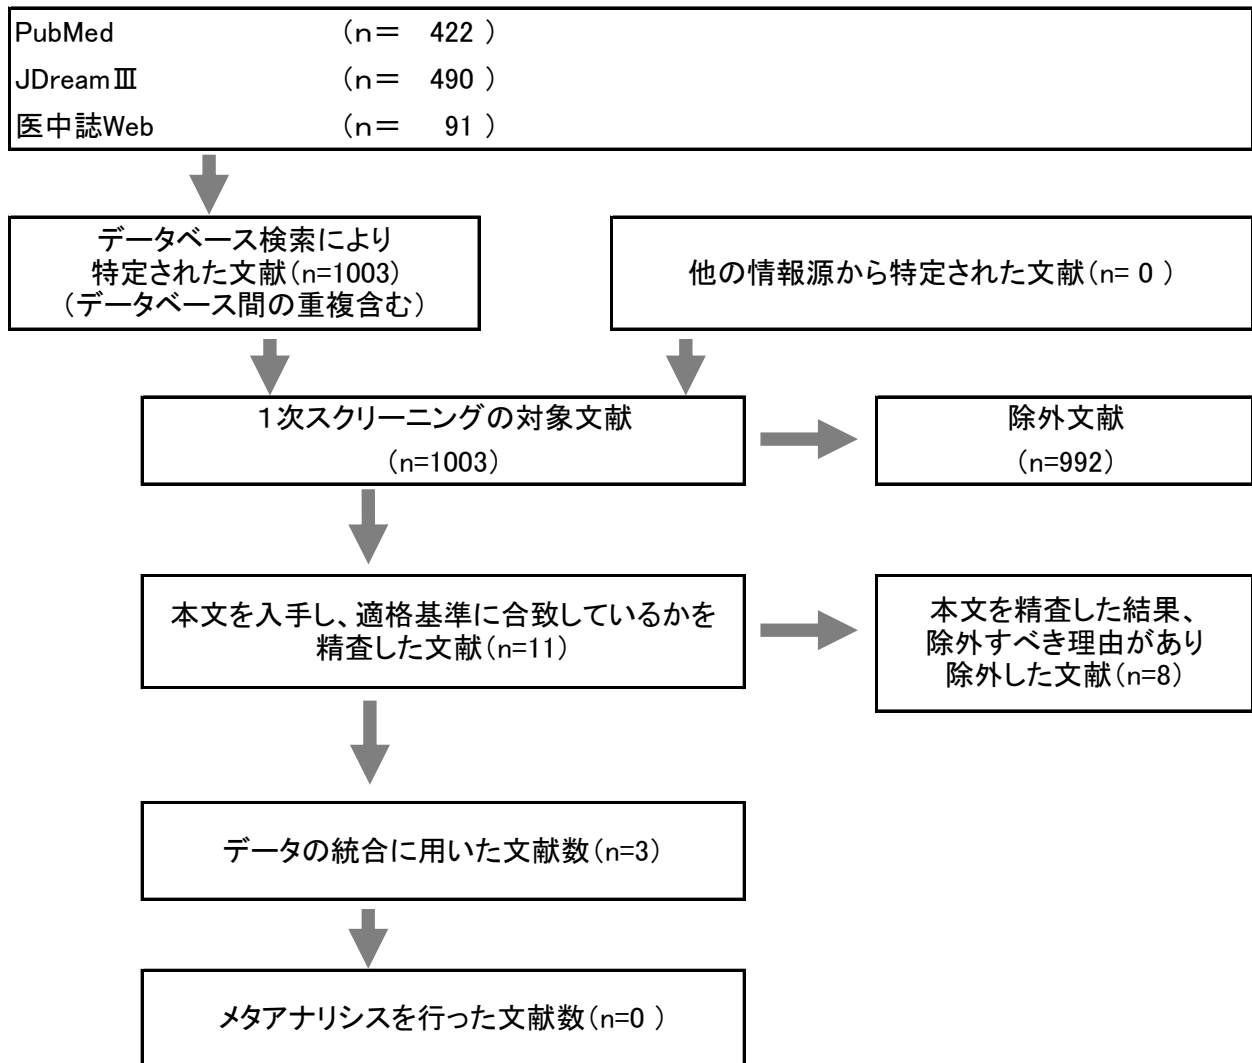 PubMed (n= 422 )
JDreamⅢ (n= 490 )
医中誌Web (n= 91 )
データベース検索により
特定された文献(n=1003)
(データベース間の重複含む)
他の情報源から特定された文献(n= 0 )
1次スクリーニングの対象文献
(n=1003)
除外文献
(n=992)
本文を入手し、適格基準に合致しているかを
精査した文献(n=11)
本文を精査した結果、
除外すべき理由があり
除外した文献(n=8)
データの統合に用いた文献数(n=3)
メタアナリシスを行った文献数(n=0 )